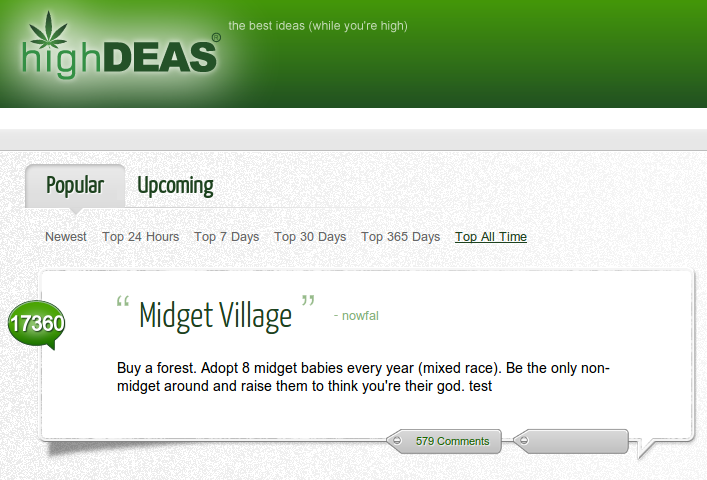 highDEAS®
the best ideas (while you're high)
Popular Upcoming
Newest Top 24 Hours Top 7 Days Top 30 Days Top 365 Days Top All Time
“ Midget Village ” - nowfal
17360
Buy a forest. Adopt 8 midget babies every year (mixed race). Be the only non-
midget around and raise them to think you're their god. test
579 Comments